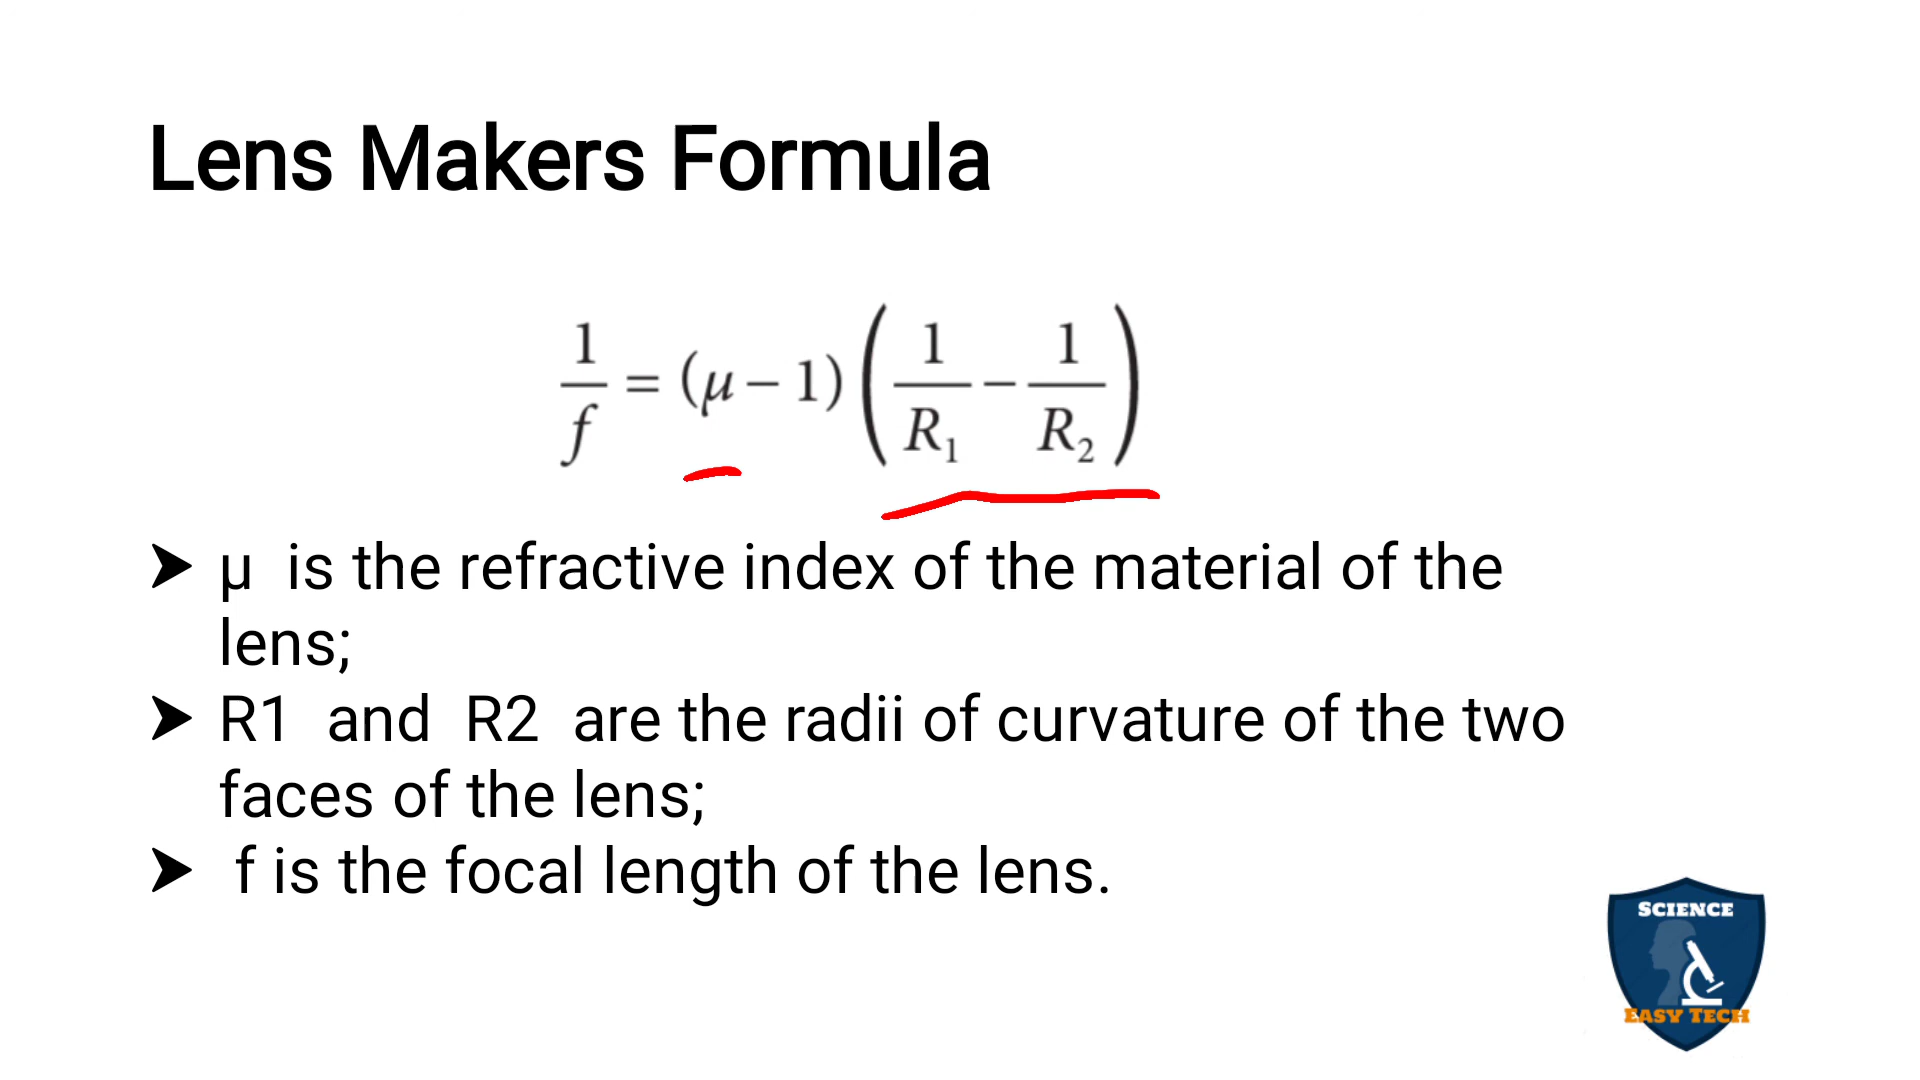 Lens Makers Formula
1/f = (μ − 1) (1/R₁ − 1/R₂)
➤ μ is the refractive index of the material of the
lens;
➤ R1 and R2 are the radii of curvature of the two
faces of the lens;
➤ f is the focal length of the lens.
SCIENCE
EASY TECH